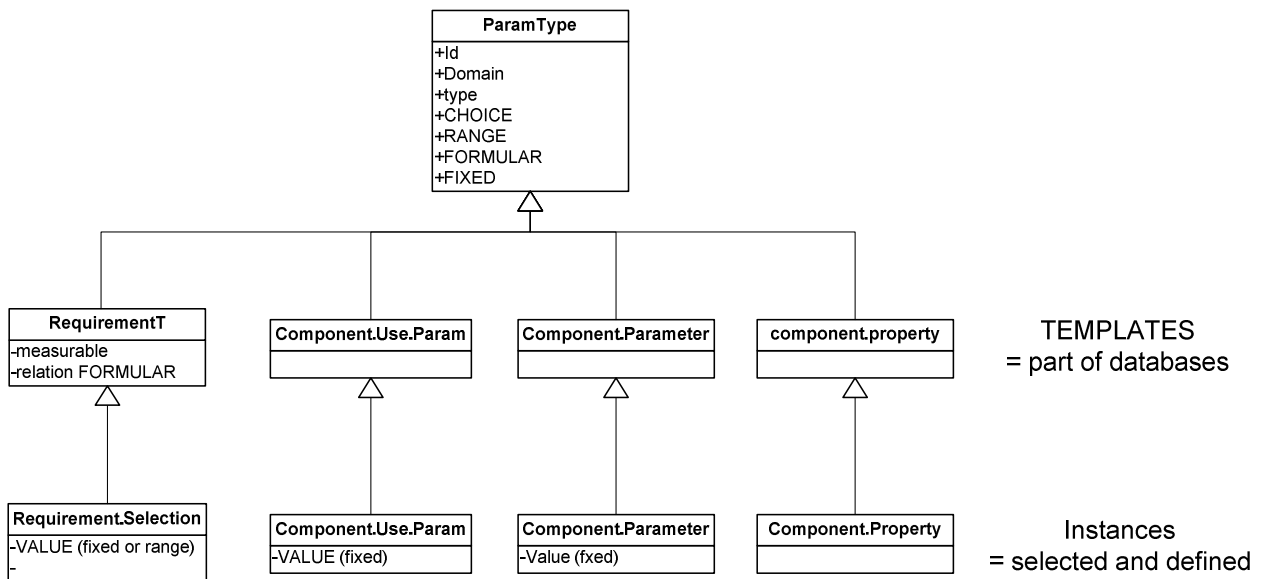 ParamType
+Id
+Domain
+type
+CHOICE
+RANGE
+FORMULAR
+FIXED
RequirementT
-measurable
-relation FORMULAR
Component.Use.Param
Component.Parameter
component.property
TEMPLATES
= part of databases
Requirement.Selection
-VALUE (fixed or range)
-
Component.Use.Param
-VALUE (fixed)
Component.Parameter
-Value (fxed)
Component.Property
Instances
= selected and defined